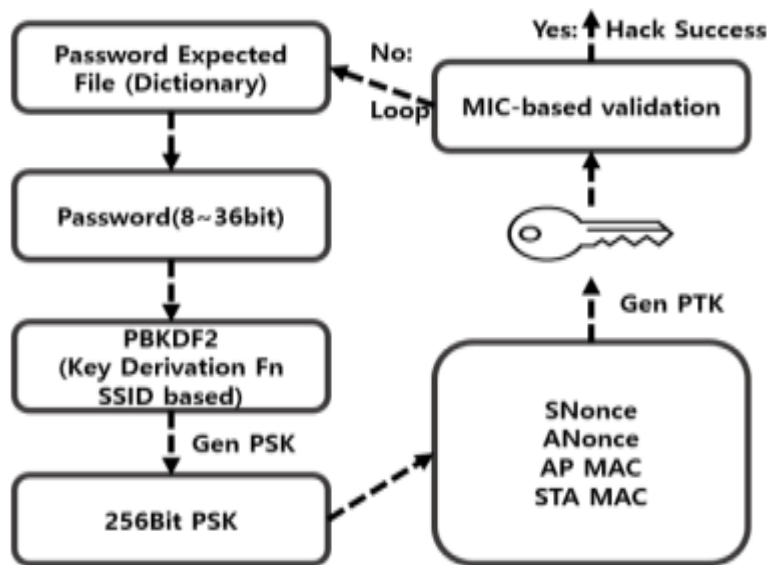 Password Expected
File (Dictionary)
Password(8~36bit)
PBKDF2
(Key Derivation Fn
SSID based)
Gen PSK
256Bit PSK
SNonce
ANonce
AP MAC
STA MAC
Gen PTK
MIC-based validation
No:
Loop
Yes: Hack Success